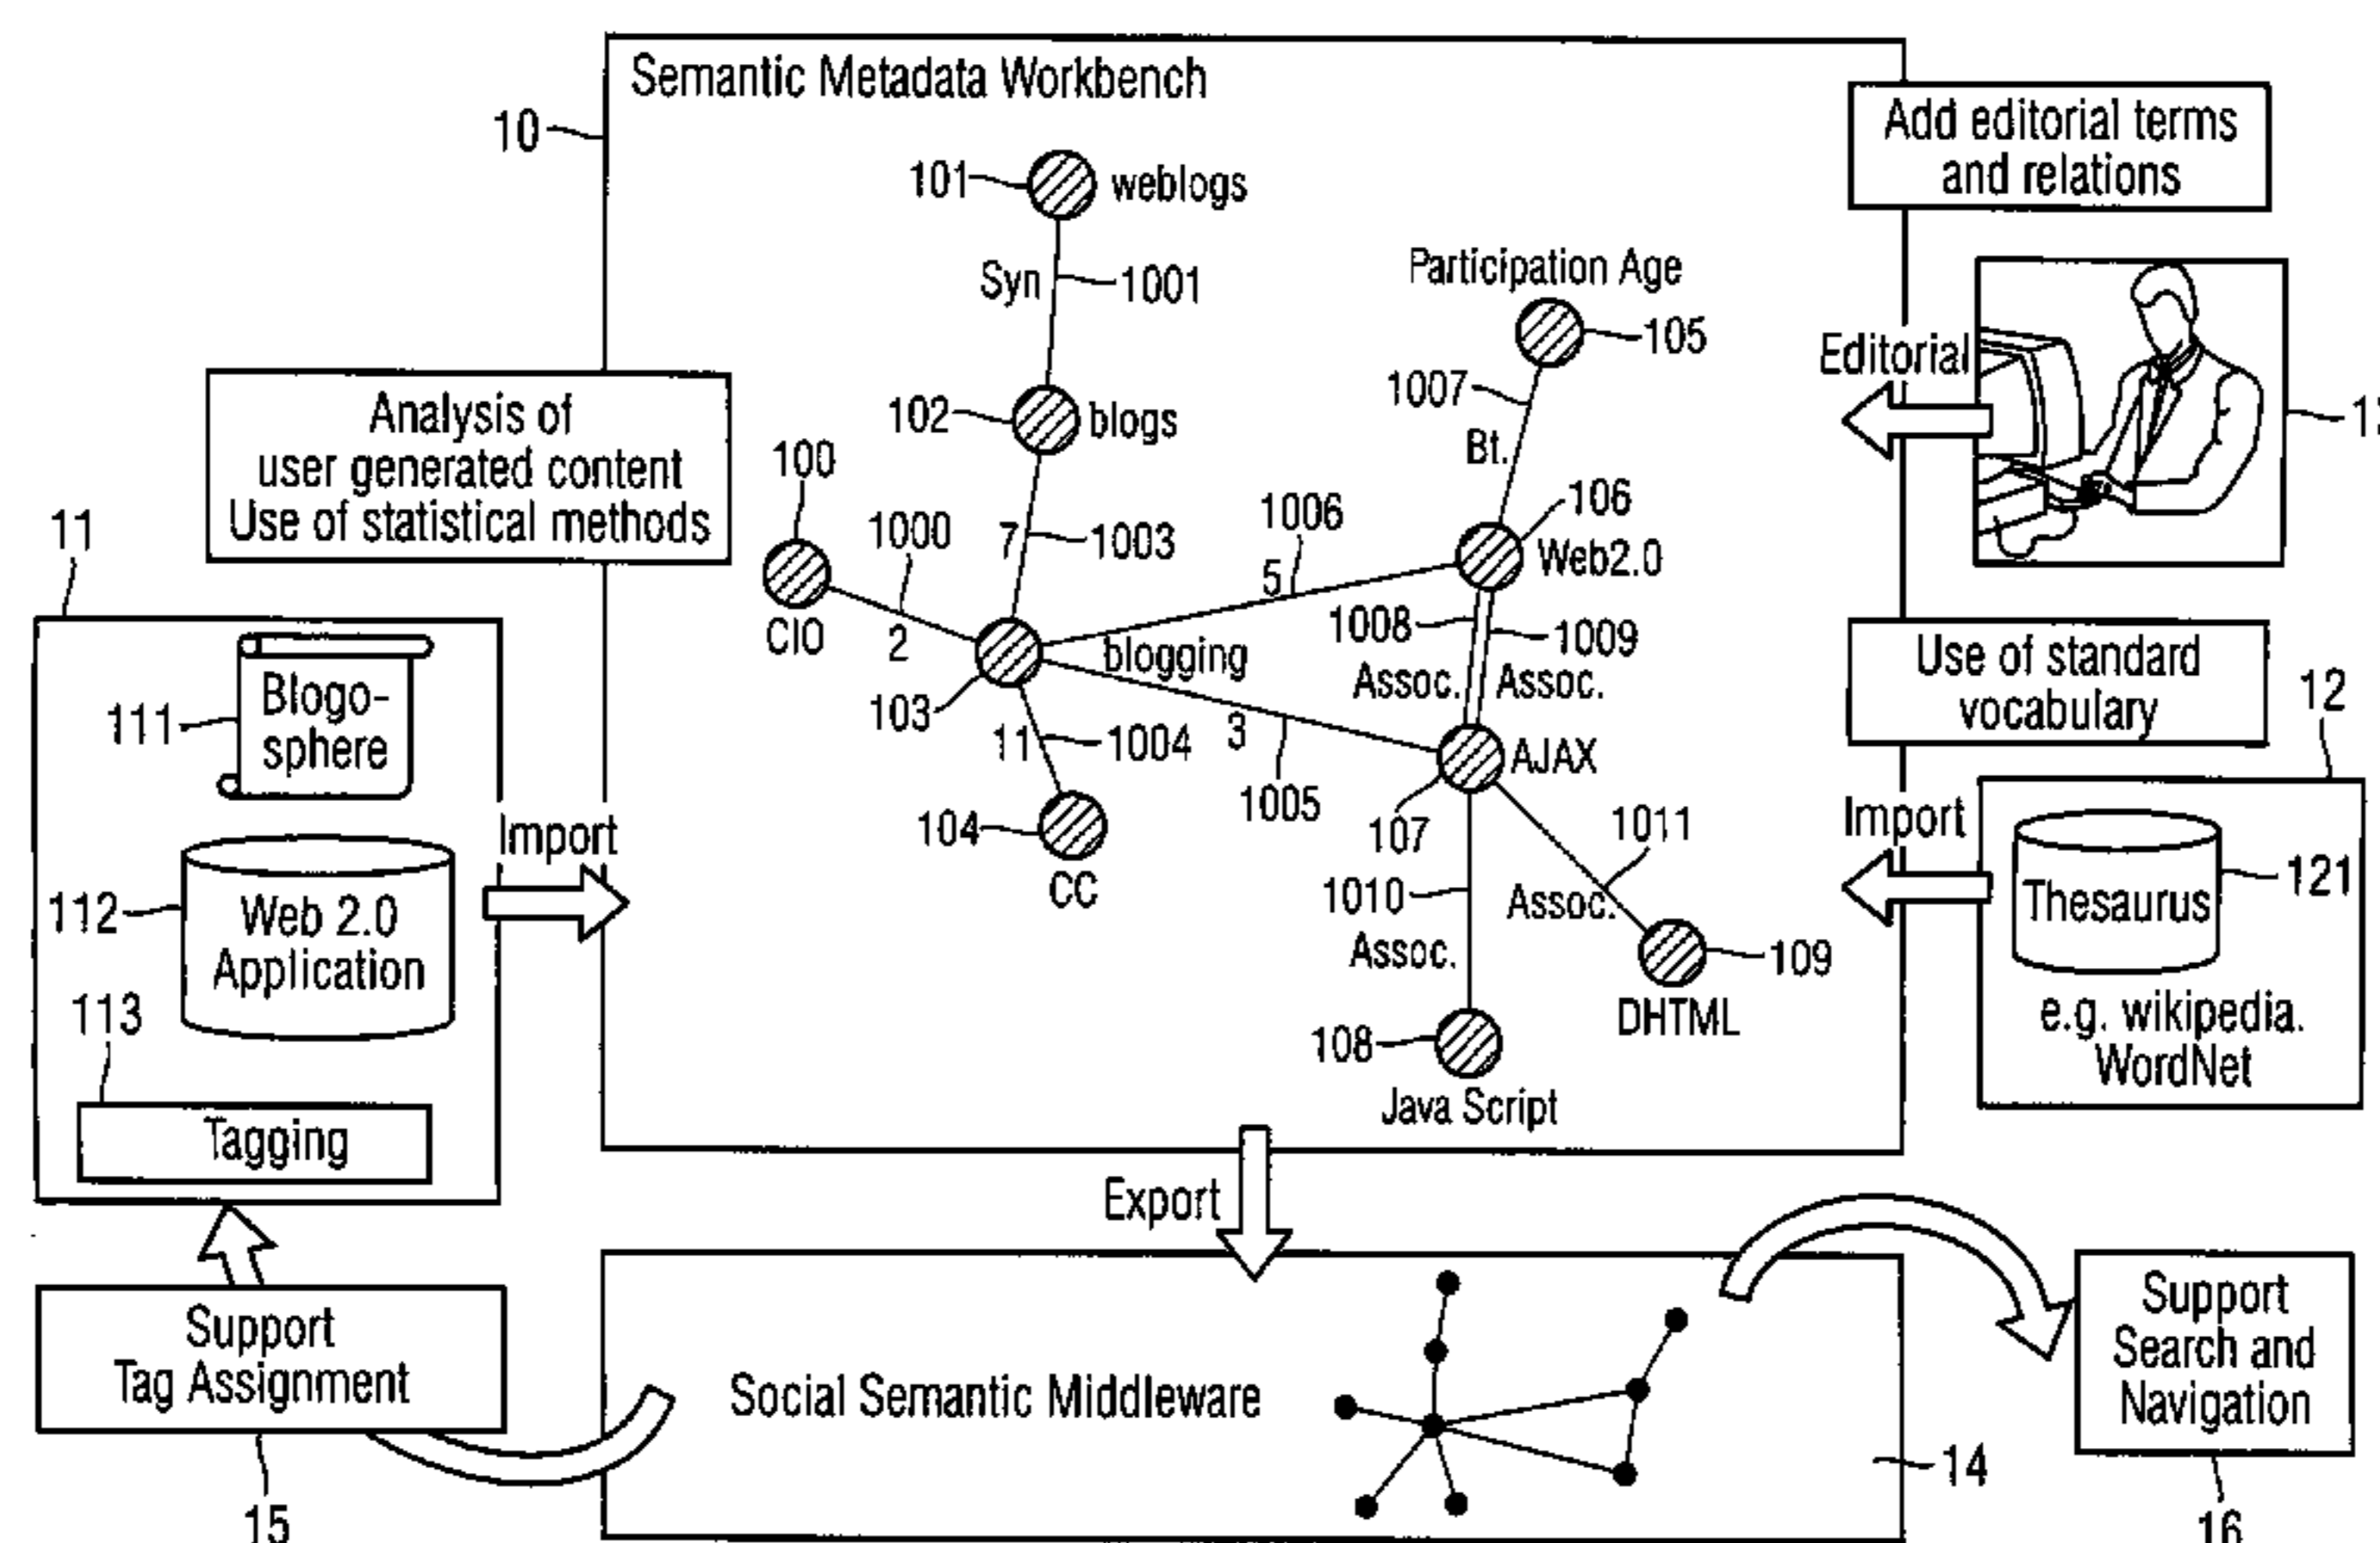 Semantic Metadata Workbench
10
Add editorial terms
and relations
101
weblogs
Syn
1001
Participation Age
105
Editorial
1007
Bt.
102
blogs
Analysis of
user generated content
Use of statistical methods
100
1000
7
1003
1006
106
5
Web2.0
CIO
2
blogging
1008
1009
Assoc.
Assoc.
103
11
1004
3
1005
AJAX
107
104
CC
1011
1010
Assoc.
Assoc.
109
DHTML
108
Java Script
11
111
Blogo-
sphere
Import
112
Web 2.0
Application
113
Tagging
Use of standard
vocabulary
12
Import
Thesaurus
121
e.g. wikipedia.
WordNet
Export
Support
Tag Assignment
15
Social Semantic Middleware
14
Support
Search and
Navigation
16